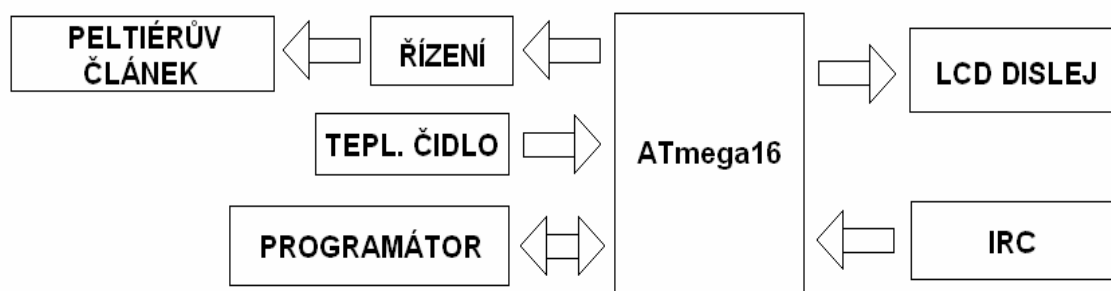 PELTIÉRŮV
ČLÁNEK
ŘÍZENÍ
TEPL. ČIDLO
PROGRAMÁTOR
ATmega16
LCD DISLEJ
IRC